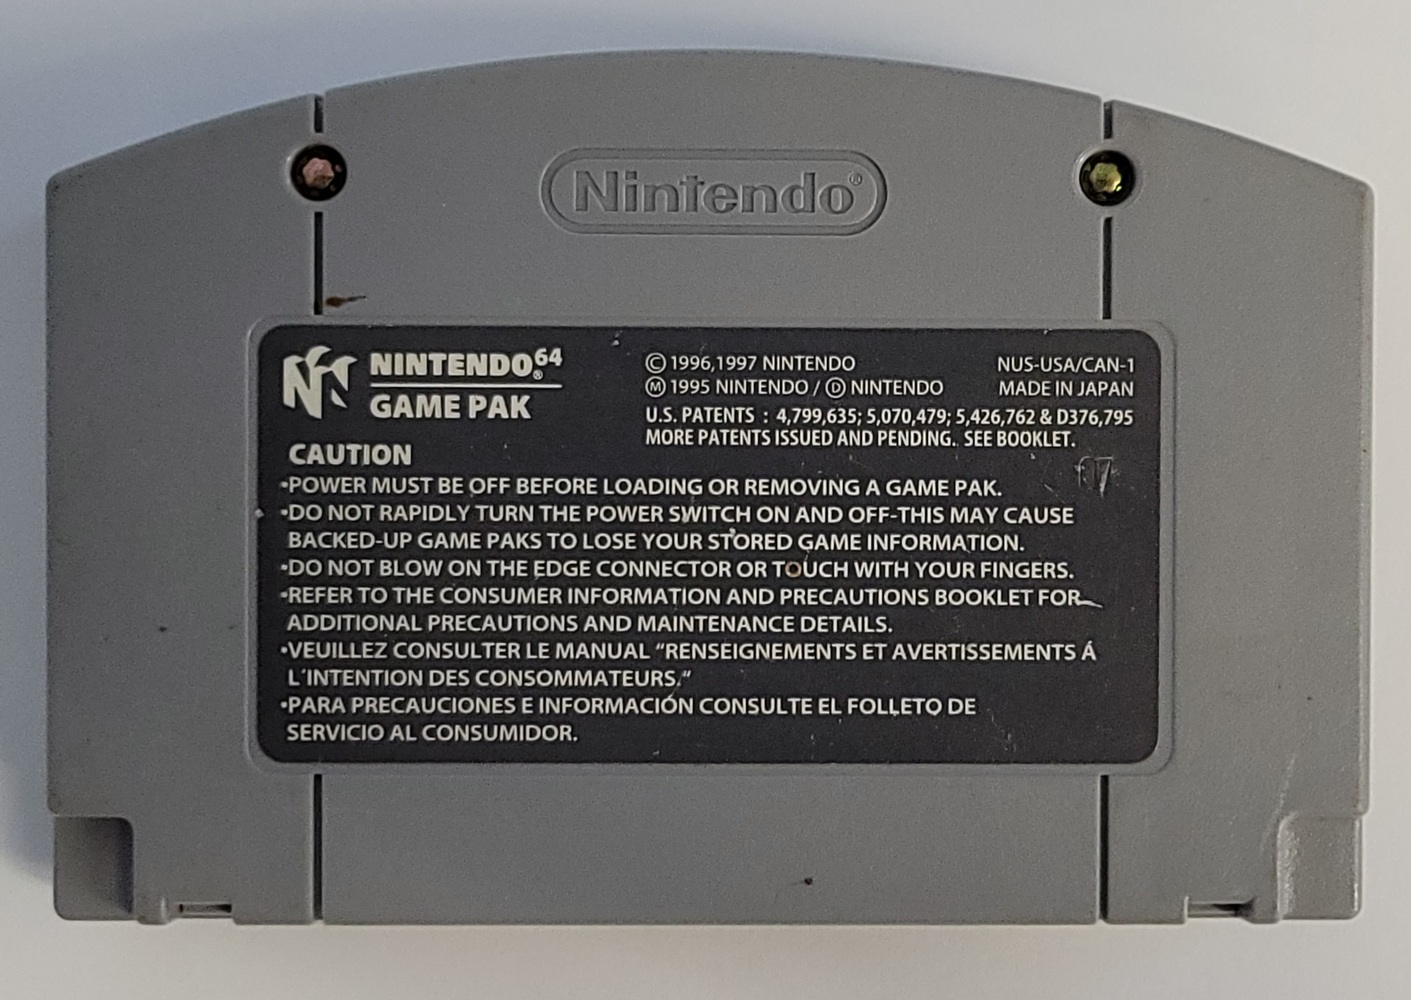 Nintendo®
NINTENDO64®
GAME PAK
© 1996,1997 NINTENDO
Ⓜ 1995 NINTENDO / Ⓓ NINTENDO
NUS-USA/CAN-1
MADE IN JAPAN
U.S. PATENTS : 4,799,635; 5,070,479; 5,426,762 & D376,795
MORE PATENTS ISSUED AND PENDING. SEE BOOKLET.
CAUTION
•POWER MUST BE OFF BEFORE LOADING OR REMOVING A GAME PAK.
•DO NOT RAPIDLY TURN THE POWER SWITCH ON AND OFF-THIS MAY CAUSE
BACKED-UP GAME PAKS TO LOSE YOUR STORED GAME INFORMATION.
•DO NOT BLOW ON THE EDGE CONNECTOR OR TOUCH WITH YOUR FINGERS.
•REFER TO THE CONSUMER INFORMATION AND PRECAUTIONS BOOKLET FOR
ADDITIONAL PRECAUTIONS AND MAINTENANCE DETAILS.
•VEUILLEZ CONSULTER LE MANUAL "RENSEIGNEMENTS ET AVERTISSEMENTS Á
L'INTENTION DES CONSOMMATEURS."
•PARA PRECAUCIONES E INFORMACIÓN CONSULTE EL FOLLETO DE
SERVICIO AL CONSUMIDOR.